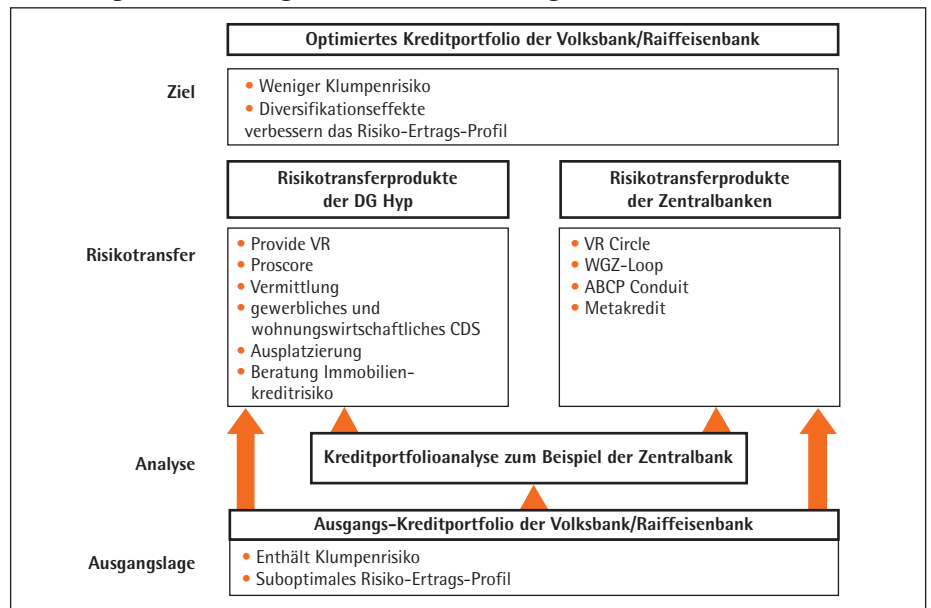 Optimiertes Kreditportfolio der Volksbank/Raiffeisenbank
Ziel
• Weniger Klumpenrisiko
• Diversifikationseffekte
verbessern das Risiko-Ertrags-Profil
Risikotransferprodukte
der DG Hyp
Risikotransferprodukte
der Zentralbanken
Risikotransfer
• Provide VR
• Proscore
• Vermittlung
• gewerbliches und
wohnungswirtschaftliches CDS
• Ausplatzierung
• Beratung Immobilien-
kreditrisiko
• VR Circle
• WGZ-Loop
• ABCP Conduit
• Metakredit
Analyse
Kreditportfolioanalyse zum Beispiel der Zentralbank
Ausgangs-Kreditportfolio der Volksbank/Raiffeisenbank
Ausgangslage
• Enthält Klumpenrisiko
• Suboptimales Risiko-Ertrags-Profil